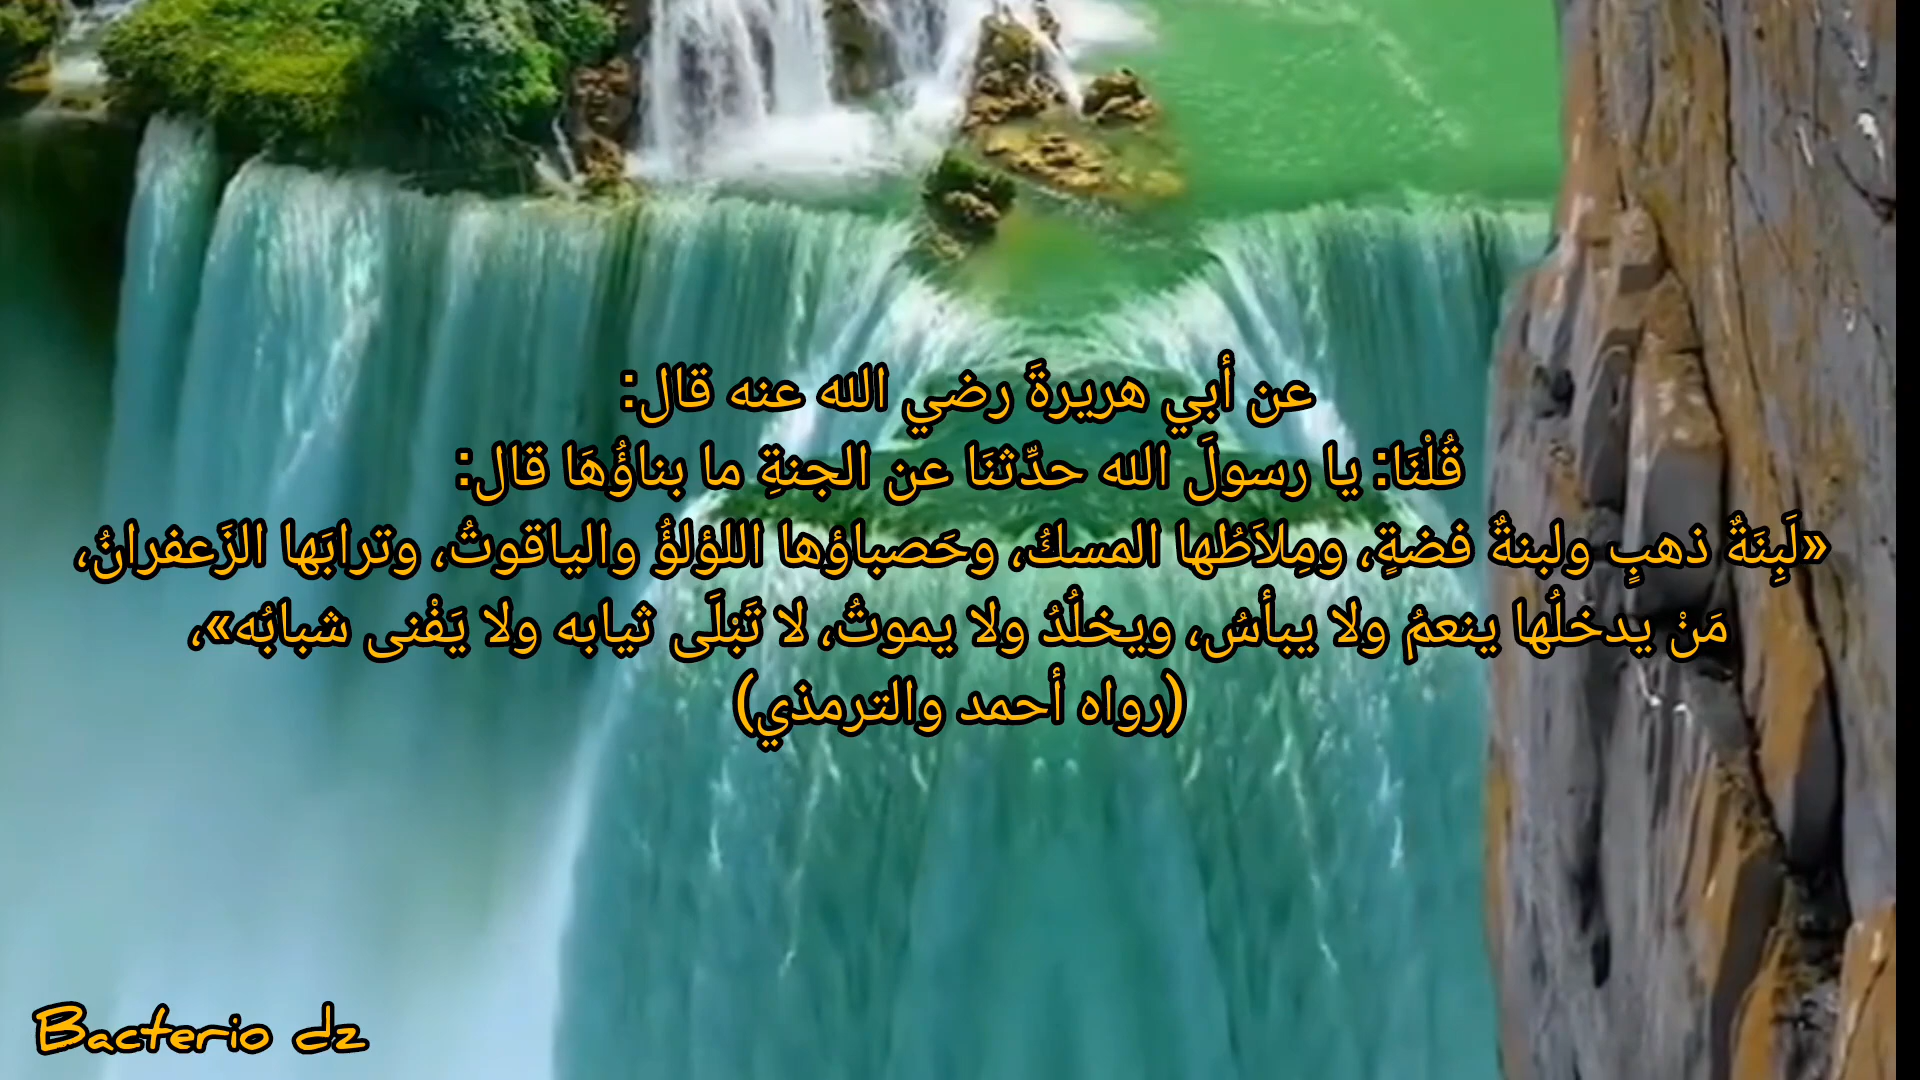 عن أبي هريرةَ رضي الله عنه قال:
قُلْنَا: يا رسولَ الله حدِّثنَا عن الجنةِ ما بناؤُهَا قال:
«لَبِنَةٌ ذهبٍ ولبنةٌ فضةٍ، ومِلاَطُها المسكُ، وحَصباؤها اللؤلؤُ والياقوتُ، وترابَها الزَعفرانُ،
مَنْ يدخلُها ينعمُ ولا يبأسُ، ويخلُدُ ولا يموتُ، لا تَبْلَى ثيابه ولا يَفْنى شبابُه»،
(رواه أحمد والترمذي)
Bacterio dz